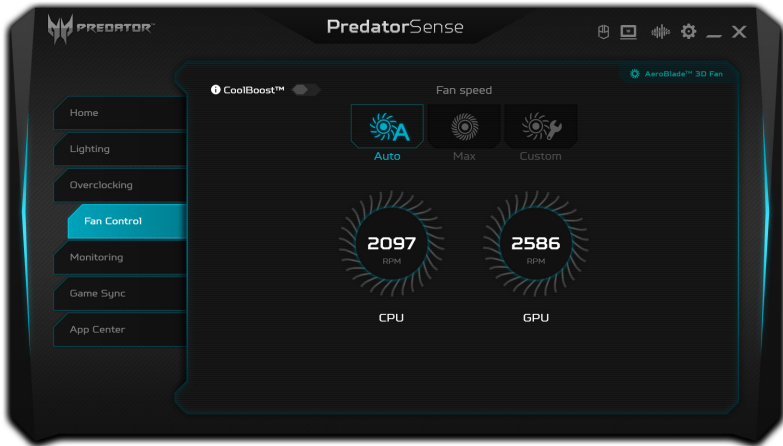 PREDATOR
PredatorSense
AeroBlade™ 3D Fan
CoolBoost™
Fan speed
Home
Lighting
Overclocking
Fan Control
Monitoring
Game Sync
App Center
Auto
Max
Custom
2097
RPM
CPU
2586
RPM
GPU